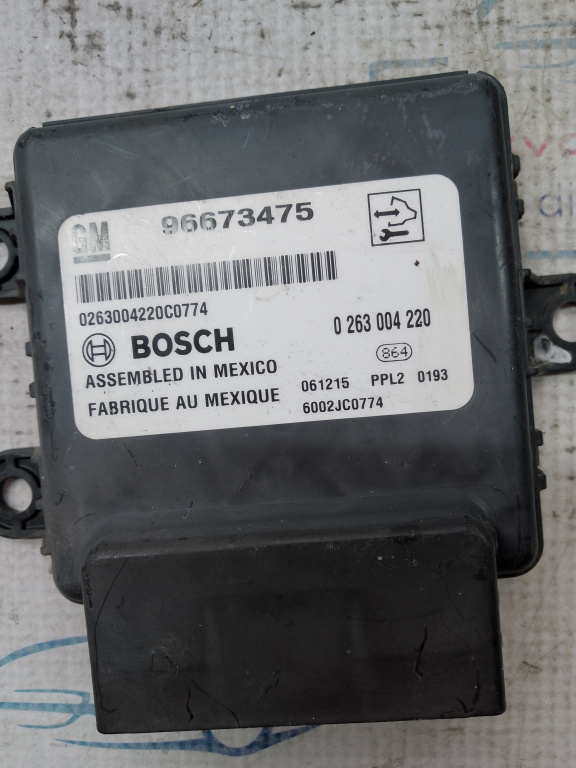 GM 96673475
0263004220C0774
BOSCH 0 263 004 220
864
ASSEMBLED IN MEXICO
FABRIQUE AU MEXIQUE
061215 PPL2 0193
6002JC0774